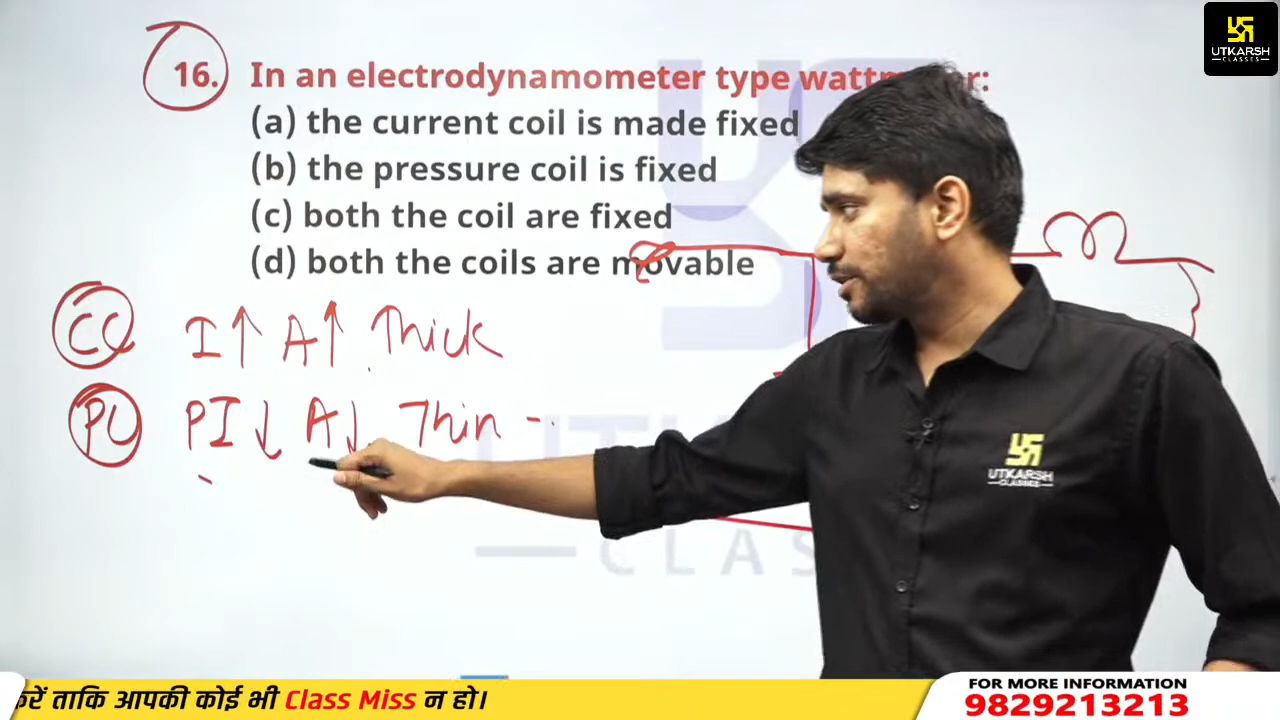 UTKARSH
CLASSES
16. In an electrodynamometer type
(a) the current coil is made fixed
(b) the pressure coil is fixed
(c) both the coil are fixed
(d) both the coils are movable
CC I↑ A↑ Thick
PC PI↓ A↓ Thin -
UTKARSH
CLASSES
CLAS
करें ताकि आपकी कोई भी Class Miss न हो।
FOR MORE INFORMATION
9829213213